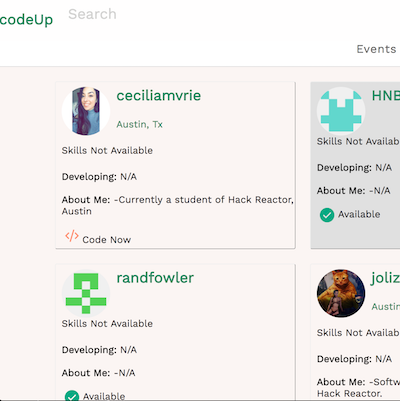 codeUp
Search
Events
ceciliamvrie
Austin, Tx
Skills Not Available
Developing: N/A
About Me: -Currently a student of Hack Reactor,
Austin
Code Now
HNB
Skills Not Availab
Developing: N/A
About Me: -N/A
Available
randfowler
Skills Not Available
Developing: N/A
About Me: -N/A
Available
joliz
Austin
Skills Not Availab
Developing: N/A
About Me: -Softw
Hack Reactor.